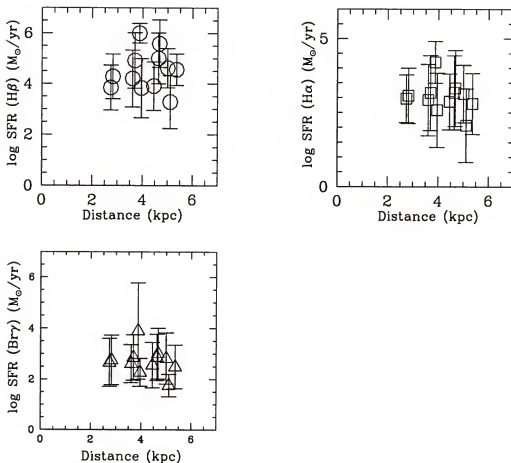 log SFR (Hβ) (M⊙/yr)
6
4
2
0
0 2 4 6
Distance (kpc)
log SFR (Hα) (M⊙/yr)
5
0
0 2 4 6
Distance (kpc)
log SFR (Br-γ) (M⊙/yr)
6
4
2
0
0 2 4 6
Distance (kpc)